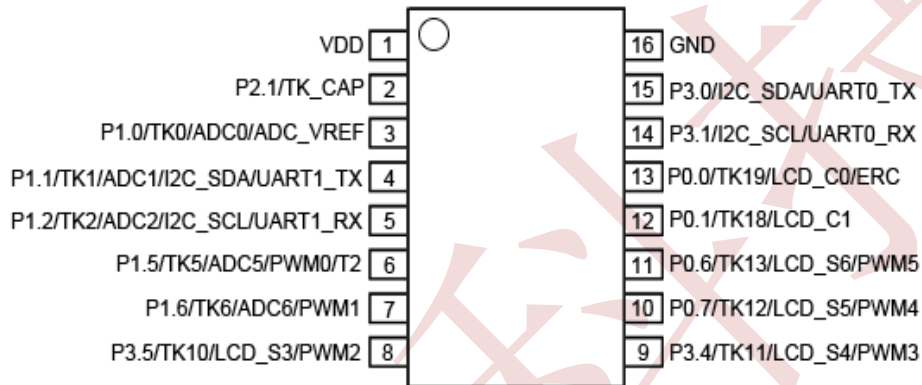 VDD 1
P2.1/TK_CAP 2
P1.0/TK0/ADC0/ADC_VREF 3
P1.1/TK1/ADC1/I2C_SDA/UART1_TX 4
P1.2/TK2/ADC2/I2C_SCL/UART1_RX 5
P1.5/TK5/ADC5/PWM0/T2 6
P1.6/TK6/ADC6/PWM1 7
P3.5/TK10/LCD_S3/PWM2 8
16 GND
15 P3.0/I2C_SDA/UART0_TX
14 P3.1/I2C_SCL/UART0_RX
13 P0.0/TK19/LCD_C0/ERC
12 P0.1/TK18/LCD_C1
11 P0.6/TK13/LCD_S6/PWM5
10 P0.7/TK12/LCD_S5/PWM4
9 P3.4/TK11/LCD_S4/PWM3